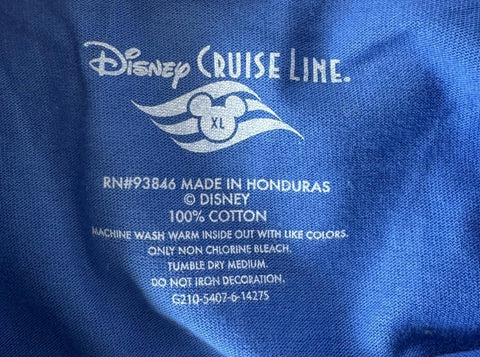 Disney CRUISE LINE.
XL
RN#93846 MADE IN HONDURAS
© DISNEY
100% COTTON
MACHINE WASH WARM INSIDE OUT WITH LIKE COLORS.
ONLY NON CHLORINE BLEACH.
TUMBLE DRY MEDIUM.
DO NOT IRON DECORATION.
G210-5407-6-14275